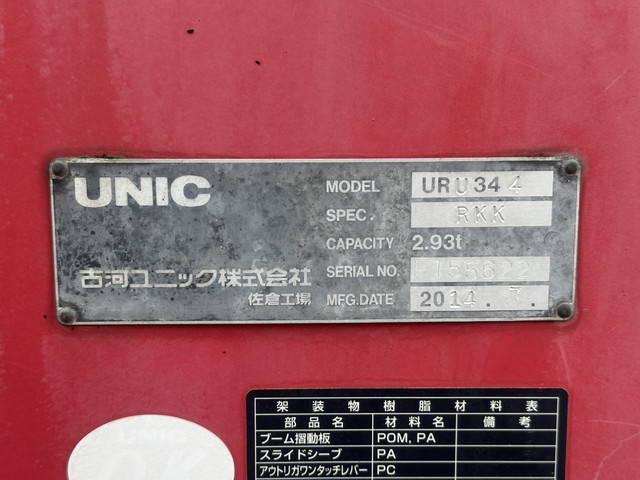 UNIC
MODEL URU344
SPEC. RKK
CAPACITY 2.93t
古河ユニック株式会社 SERIAL NO. J55622
佐倉工場 MFG.DATE 2014.7.
架装物樹脂材料表
部品名 材料名 備考
ブーム摺動板 POM, PA
スライドシーブ PA
アウトリガワンタッチレバー PC